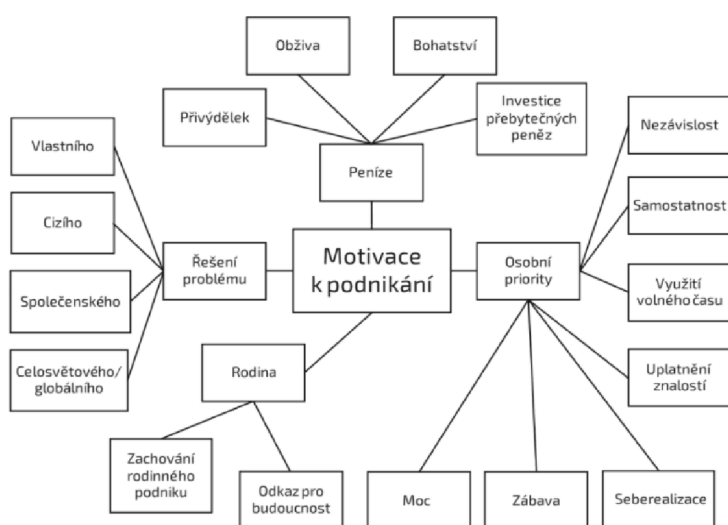 Obživa
Bohatství
Přivýdělek
Investice
přebytečných
peněz
Nezávislost
Vlastního
Peníze
Samostatnost
Cizího
Motivace
k podnikání
Řešení
problému
Osobní
priority
Společenského
Využití
volného času
Celosvětového/
globálního
Rodina
Uplatnění
znalostí
Zachování
rodinného
podniku
Odkaz pro
budoucnost
Moc
Zábava
Seberealizace